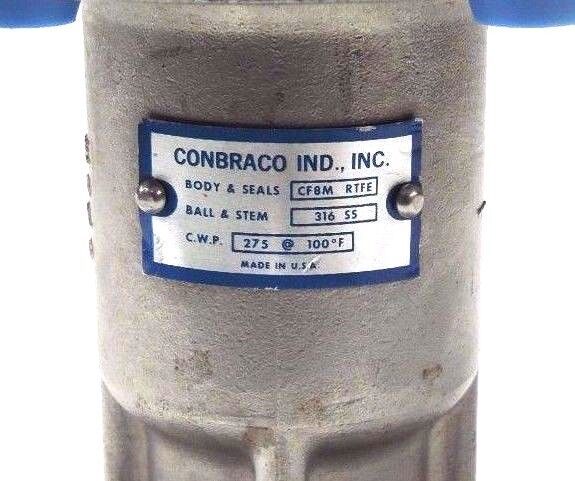 CONBRACO IND., INC.
BODY & SEALS CF8M RTFE
BALL & STEM 316 SS
C.W.P. 275 @ 100°F
MADE IN U.S.A.